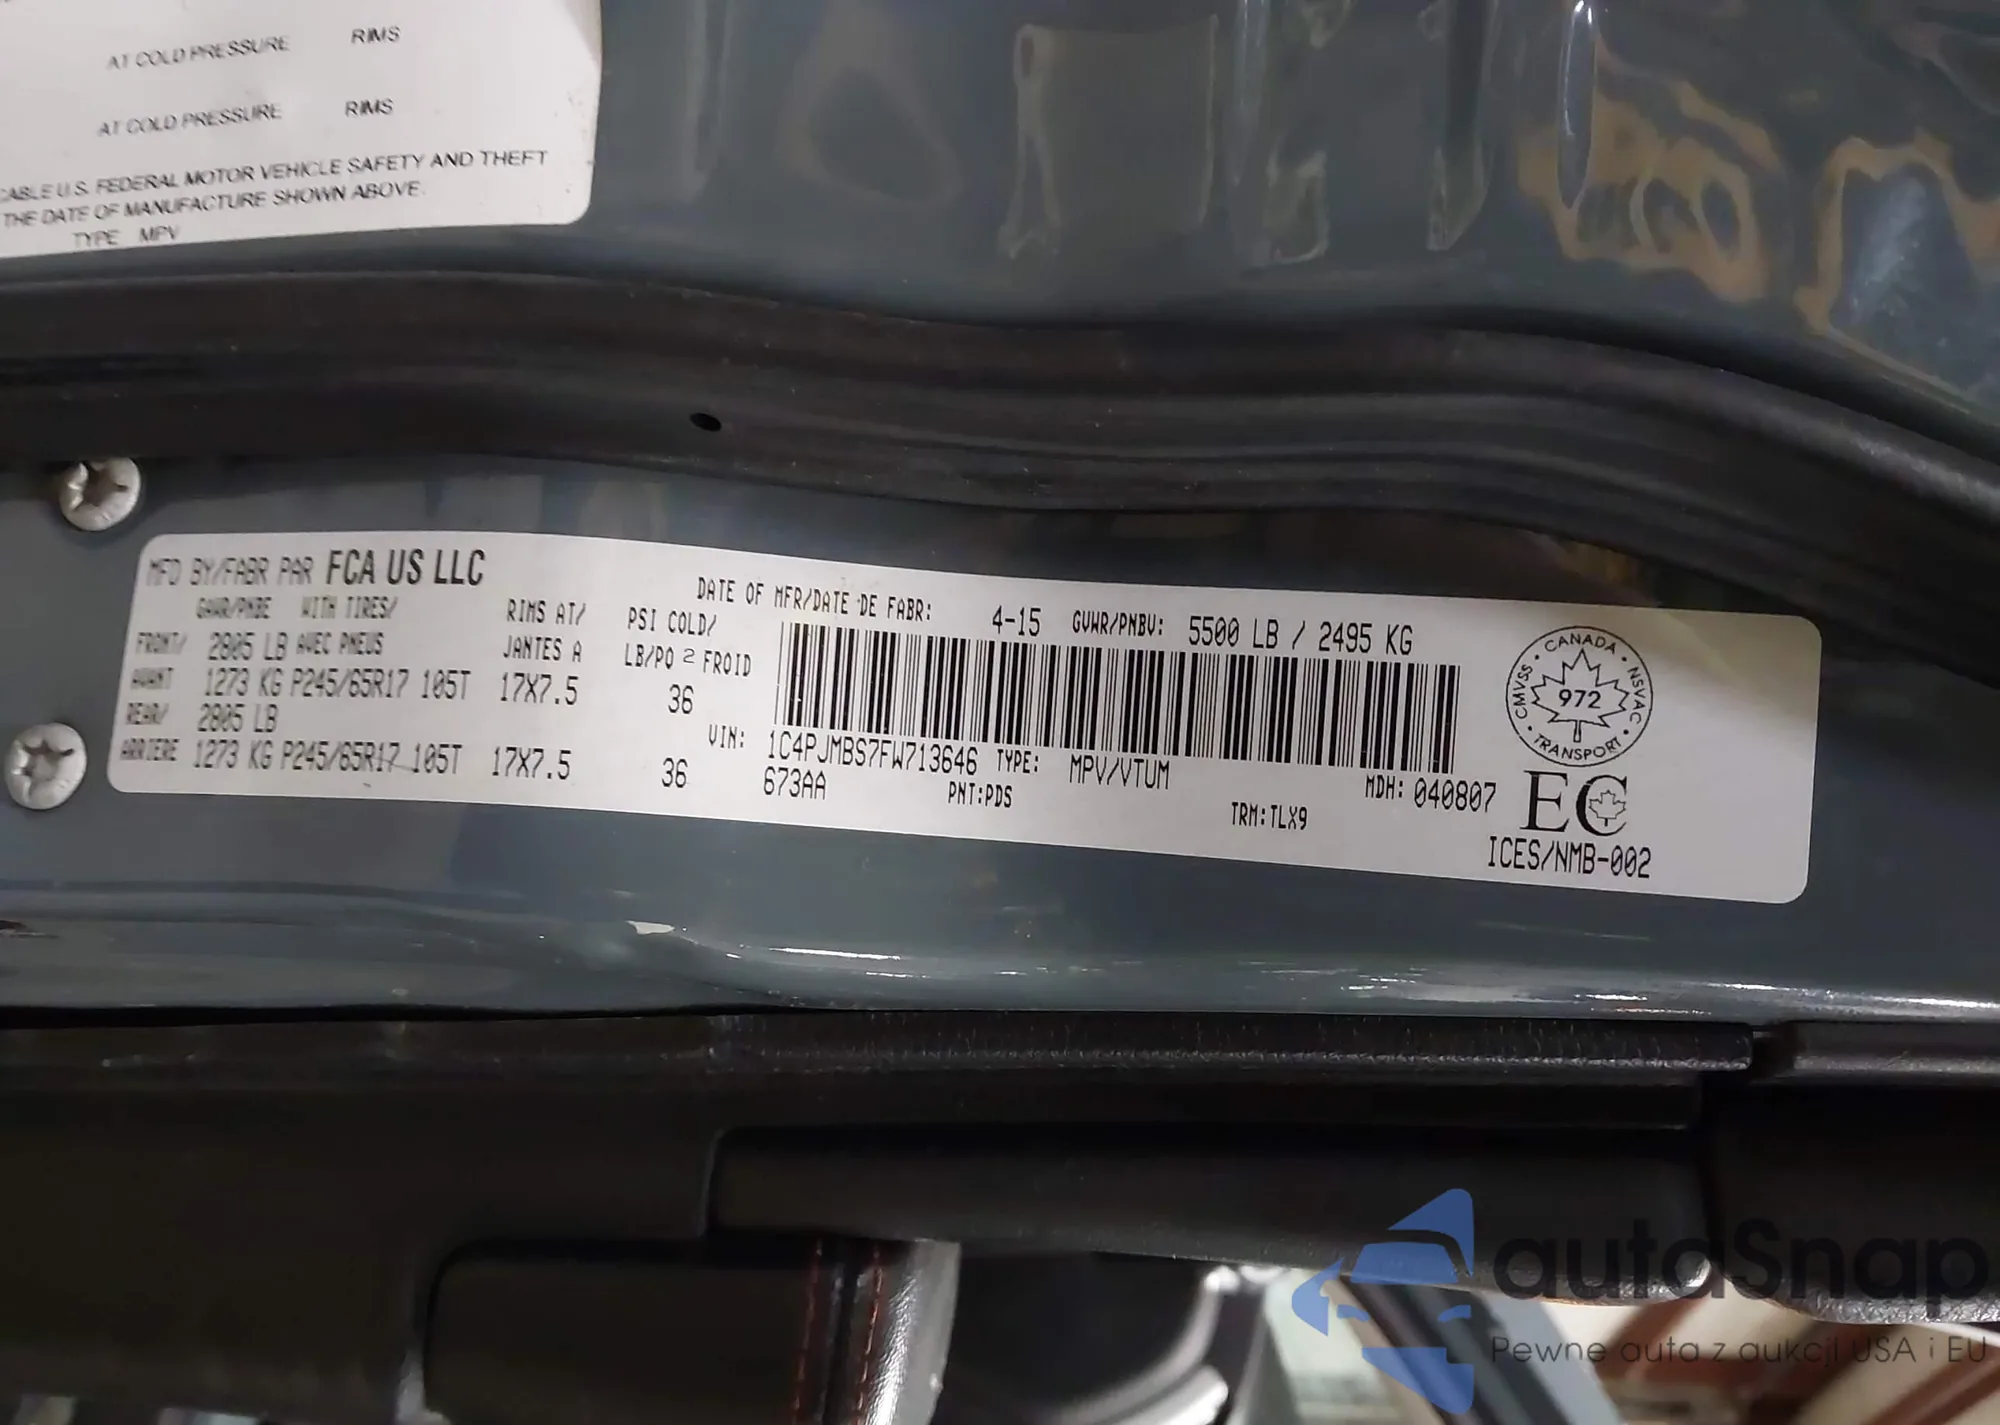 AT COLD PRESSURE RIMS
AT COLD PRESSURE RIMS
CABLE U.S. FEDERAL MOTOR VEHICLE SAFETY AND THEFT
THE DATE OF MANUFACTURE SHOWN ABOVE.
TYPE MPV
MFD BY/FABR PAR FCA US LLC
DATE OF MFR/DATE DE FABR: 4-15 GVWR/PNBV: 5500 LB / 2495 KG
GAWR/PNBE WITH TIRES/ RIMS AT/ PSI COLD/
FRONT/ 2805 LB AVEC PNEUS JANTES A LB/PO 2 FROID
AVANT 1273 KG P245/65R17 105T 17X7.5 36
REAR/ 2805 LB
ARRIERE 1273 KG P245/65R17 105T 17X7.5 36
VIN: 1C4PJMBS7FW713646 TYPE: MPV/VTUM MDH: 040807
673AA PNT:PDS TRM:TLX9
CANADA · NSVAC · TRANSPORT · CMVSS ·
972
EC
ICES/NMB-002
autoSnap
Pewne auta z aukcji USA i EU